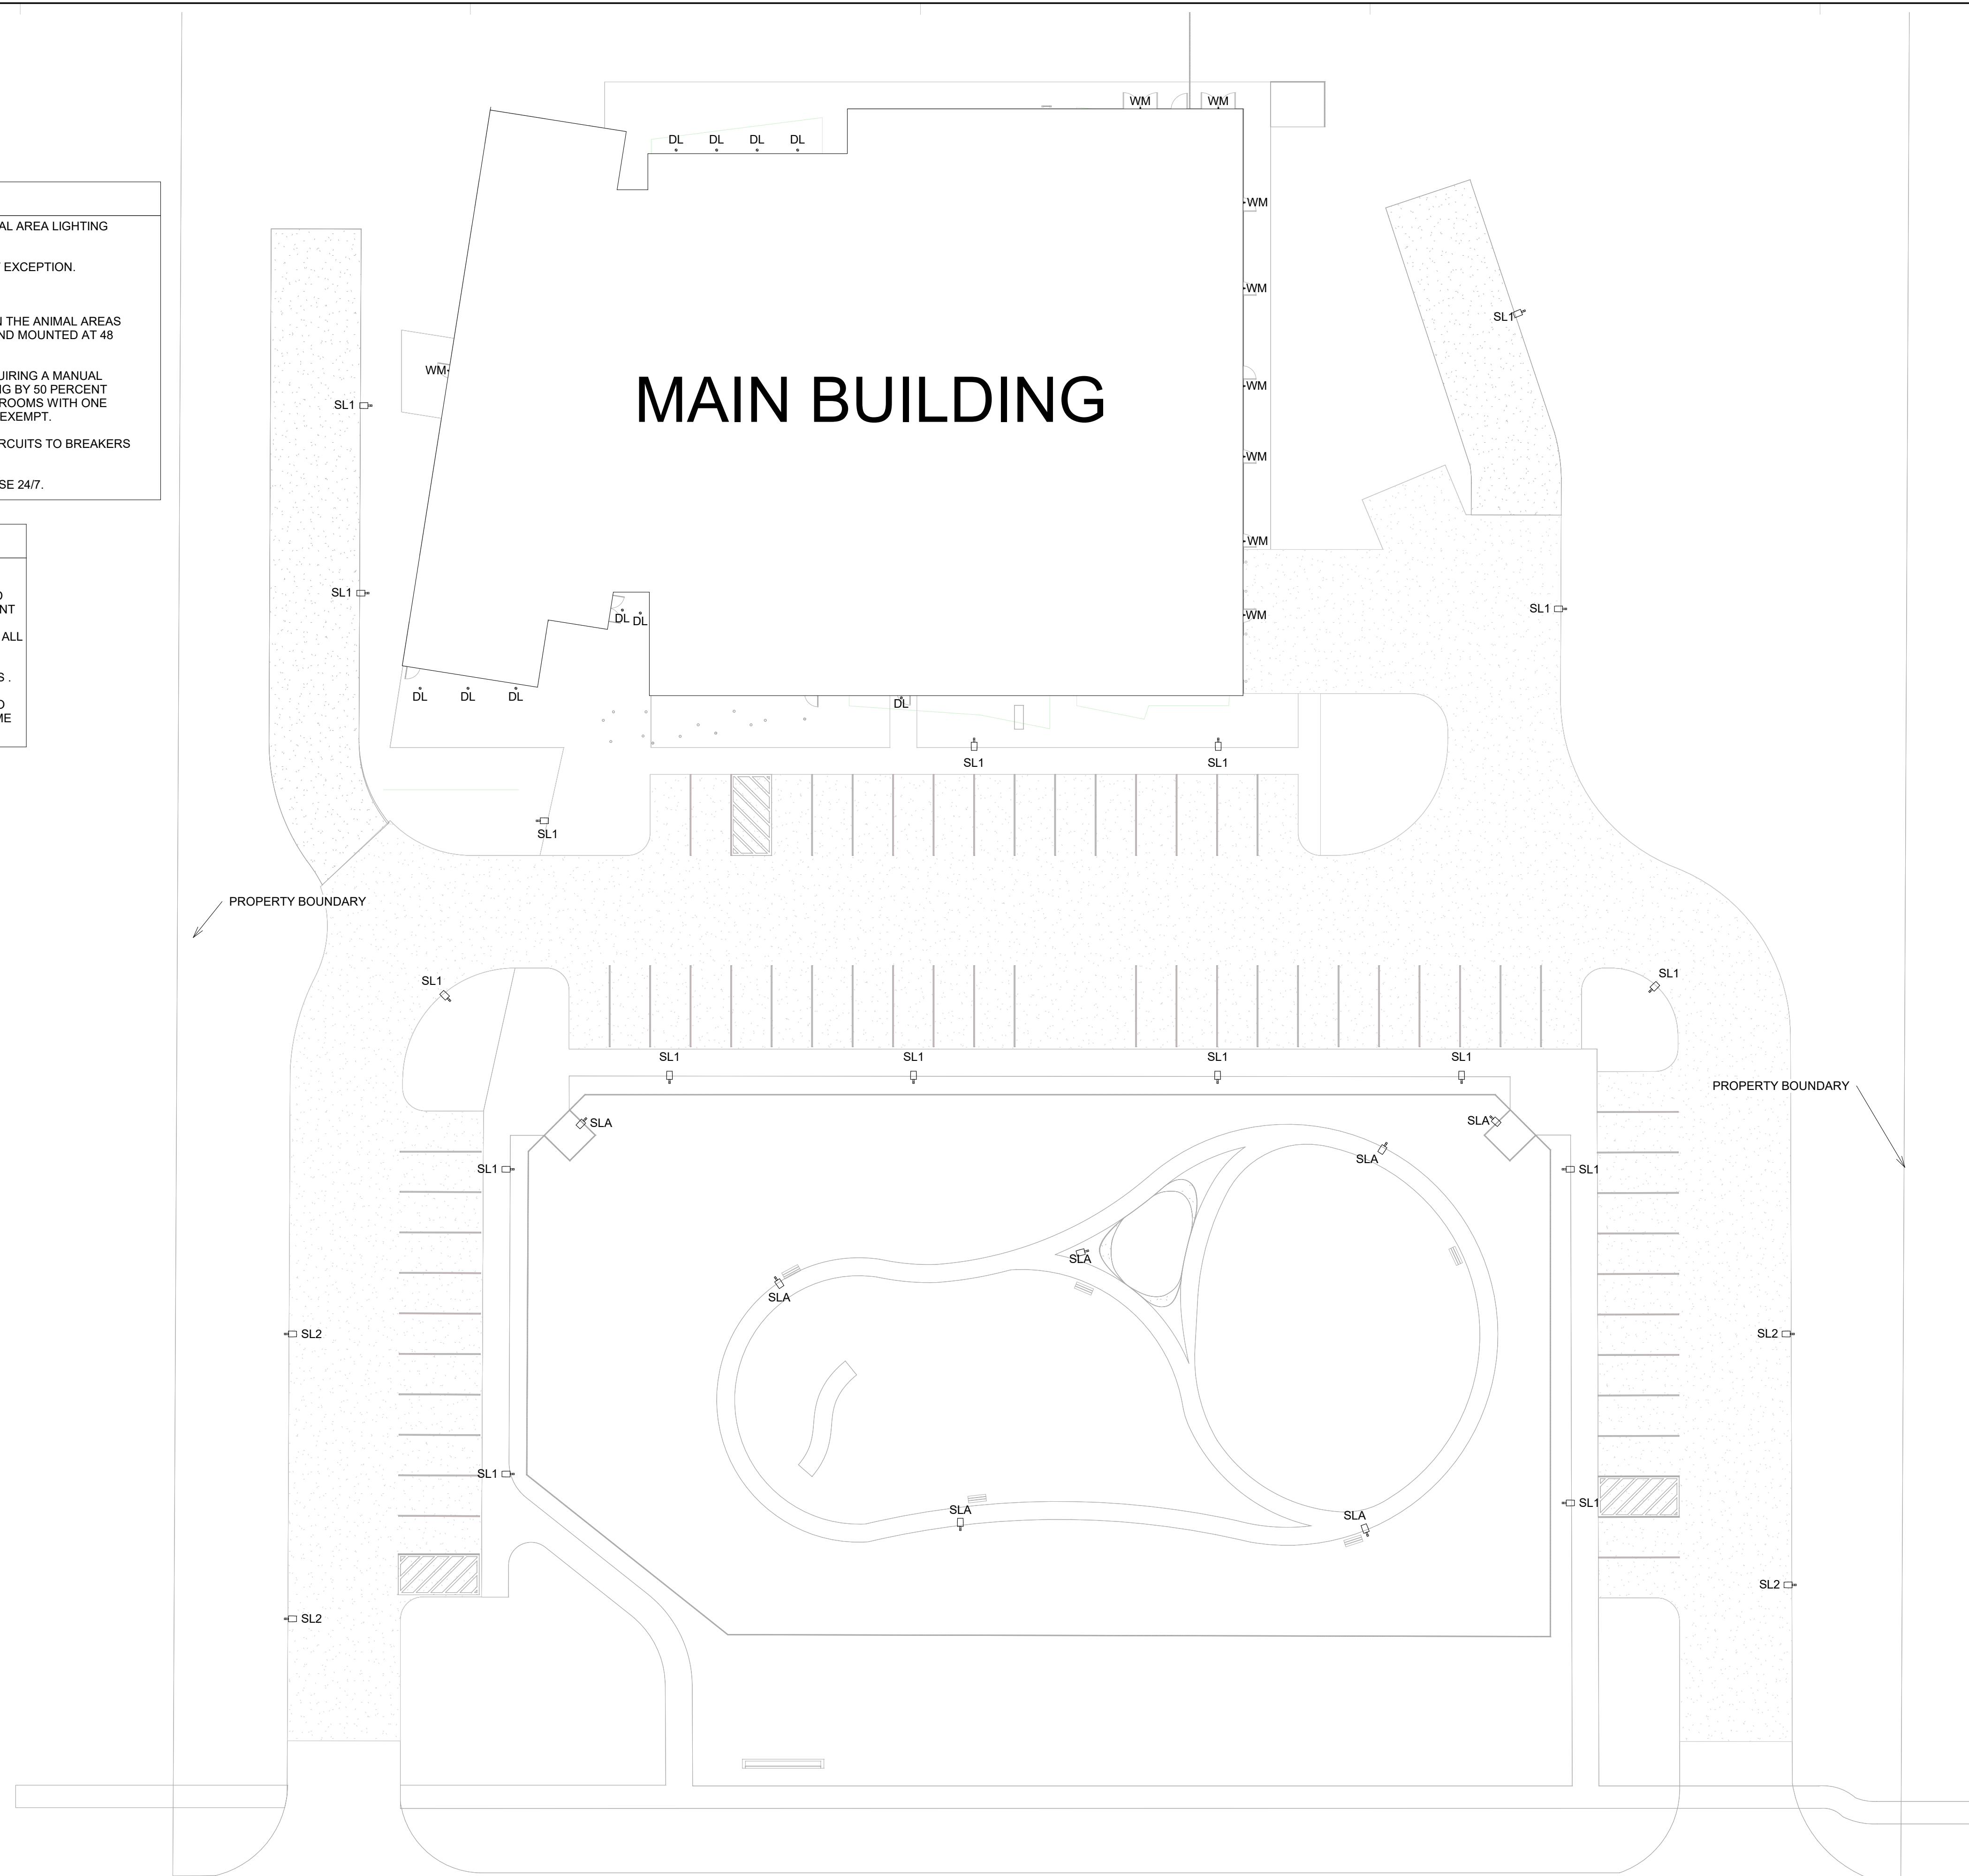 WM WM
DL DL DL DL
WM
AL AREA LIGHTING
EXCEPTION.
WM
SL1
N THE ANIMAL AREAS
ND MOUNTED AT 48
WM
UIRING A MANUAL
NG BY 50 PERCENT
ROOMS WITH ONE
EXEMPT.
WM
MAIN BUILDING
SL1
RCUITS TO BREAKERS
WM
SE 24/7.
WM
SL1
NT
SL1
WM
DL DL
ALL
S .
ME
DL DL DL
DL
SL1 SL1
SL1
PROPERTY BOUNDARY
SL1
SL1
SL1 SL1 SL1 SL1
PROPERTY BOUNDARY
SLA
SLA
SLA
SL1
SL1
SLA
SLA
SL2
SL2
SL1
SL1
SLA
SLA
SL2
SL2